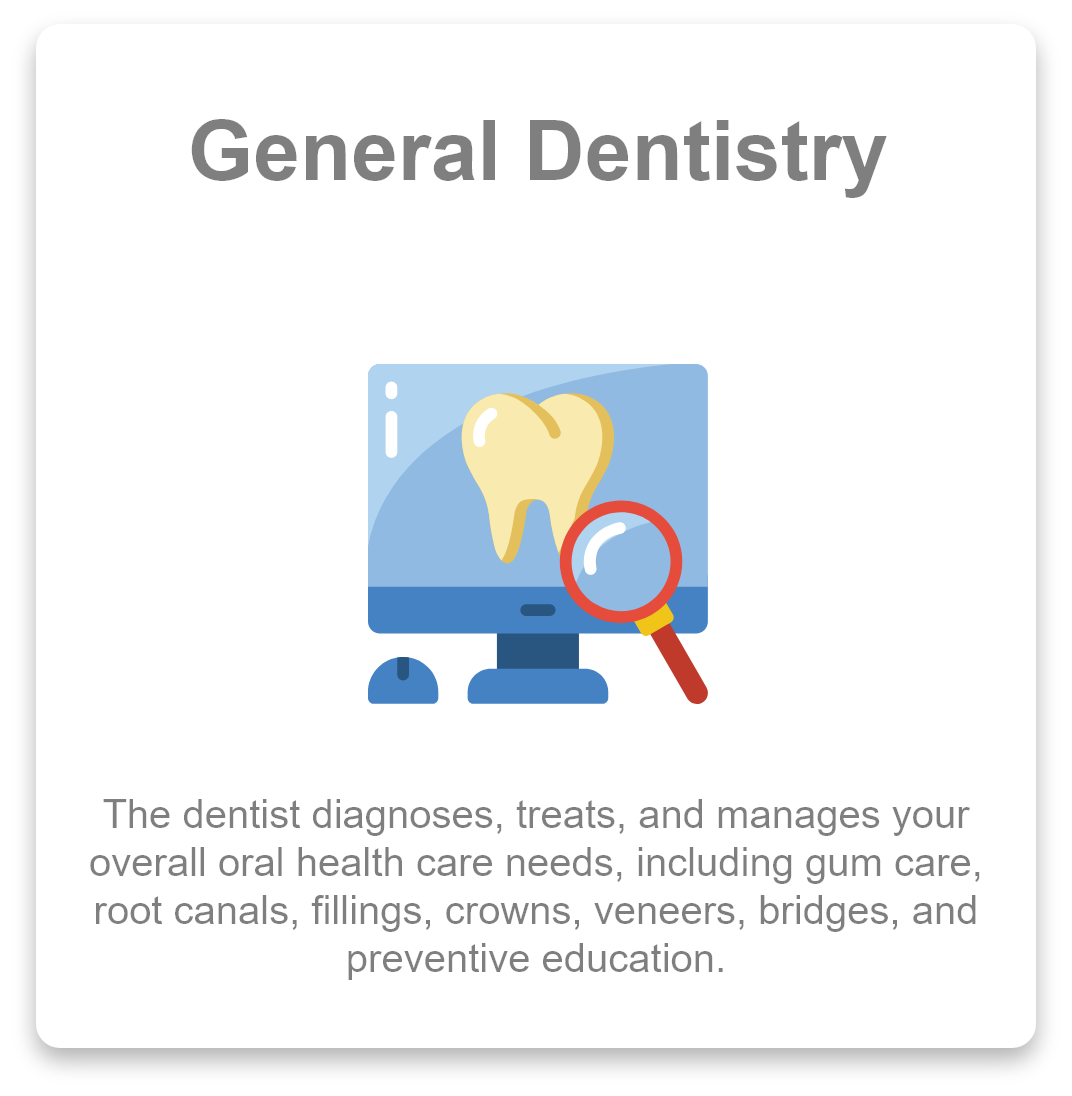 General Dentistry
The dentist diagnoses, treats, and manages your
overall oral health care needs, including gum care,
root canals, fillings, crowns, veneers, bridges, and
preventive education.